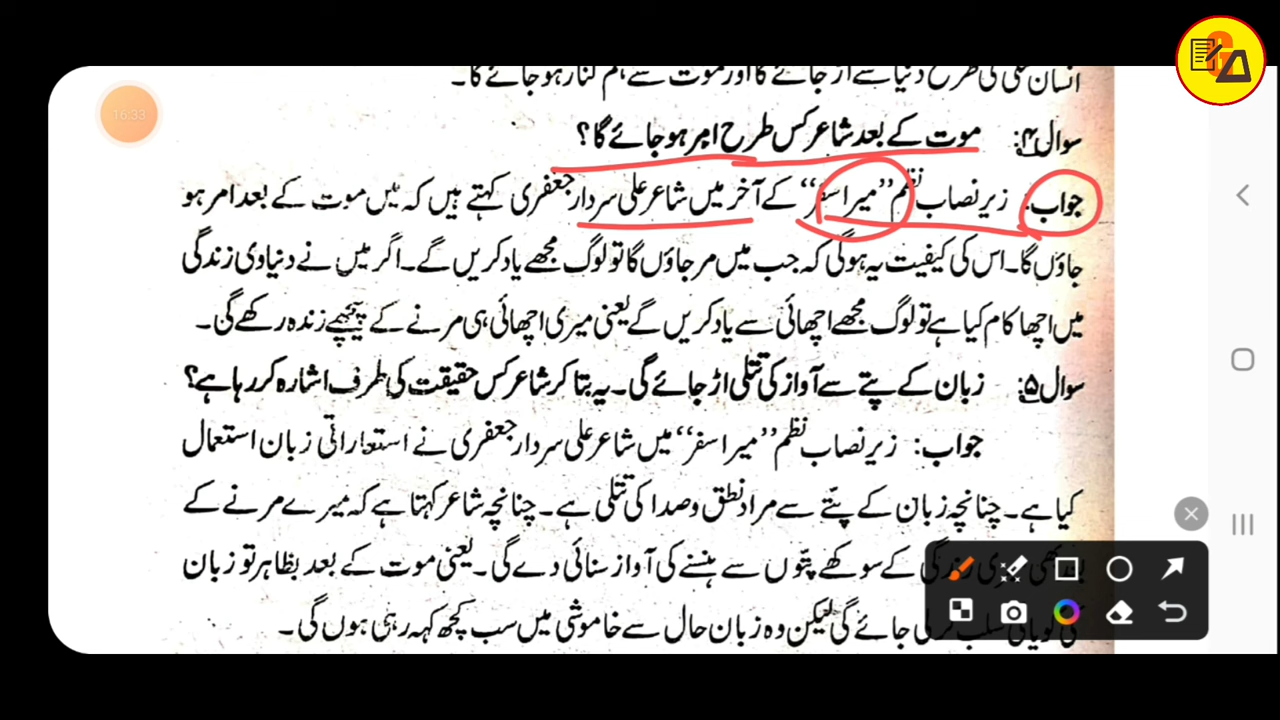 16:33
انسان تتلی کی طرح دنیا سے اڑ جائے گا اور موت سے ہم کنار ہو جائے گا۔
سوال ۴: موت کے بعد شاعر کس طرح امر ہو جائے گا؟
جواب: زیر نصاب نظم ”میرا سفر“ کے آخر میں شاعر علی سردار جعفری کہتے ہیں کہ میں موت کے بعد امر ہو
جاؤں گا۔ اس کی کیفیت یہ ہوگی کہ جب میں مر جاؤں گا تو لوگ مجھے یاد کریں گے۔ اگر میں نے دنیاوی زندگی
میں اچھا کام کیا ہے تو لوگ مجھے اچھائی سے یاد کریں گے یعنی میری اچھائی ہی مرنے کے پیچھے زندہ رکھے گی۔
سوال ۵: زبان کے پتے سے آواز کی تتلی اڑ جائے گی۔ یہ بتا کر شاعر کس حقیقت کی طرف اشارہ کر رہا ہے؟
جواب: زیر نصاب نظم ”میرا سفر“ میں شاعر علی سردار جعفری نے استعاراتی زبان استعمال
کیا ہے۔ چنانچہ زبان کے پتّے سے مراد نطق و صدا کی تتلی ہے۔ چنانچہ شاعر کہتا ہے کہ میرے مرنے کے
کے سوکھے پتّوں سے ہنسنے کی آواز سنائی دے گی۔ یعنی موت کے بعد بظاہر تو زبان
جائے گی لیکن وہ زبان حال سے خاموشی میں سب کچھ کہہ رہی ہوں گی۔